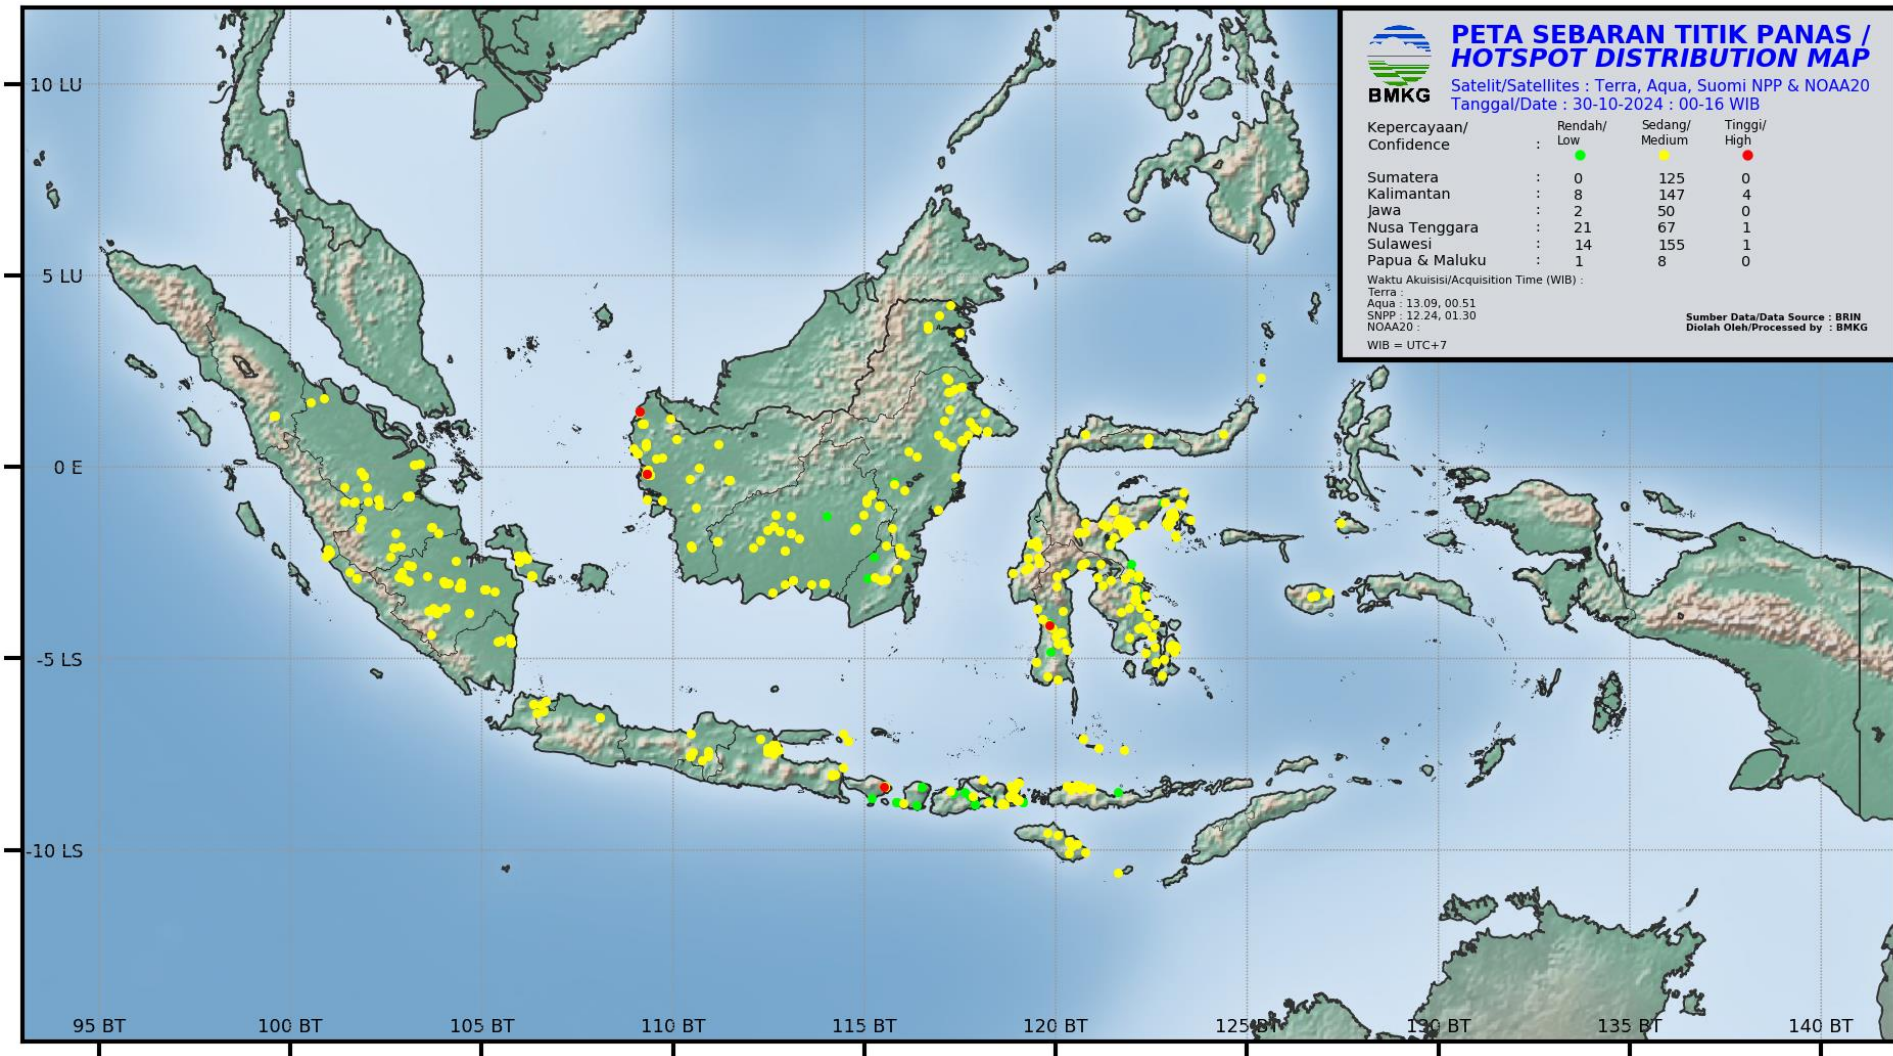 PETA SEBARAN TITIK PANAS /
HOTSPOT DISTRIBUTION MAP
Satelit/Satellites : Terra, Aqua, Suomi NPP & NOAA20
Tanggal/Date : 30-10-2024 : 00-16 WIB
BMKG
Kepercayaan/ Rendah/ Sedang/ Tinggi/
Confidence : Low Medium High
Sumatera : 0 125 0
Kalimantan : 8 147 4
Jawa : 2 50 0
Nusa Tenggara : 21 67 1
Sulawesi : 14 155 1
Papua & Maluku : 1 8 0
Waktu Akuisisi/Acquisition Time (WIB) :
Terra :
Aqua : 13.09, 00.51
SNPP : 12.24, 01.30
NOAA20 :
WIB = UTC+7
Sumber Data/Data Source : BRIN
Diolah Oleh/Processed by : BMKG
10 LU
5 LU
0 E
-5 LS
-10 LS
95 BT 100 BT 105 BT 110 BT 115 BT 120 BT 125 BT 130 BT 135 BT 140 BT